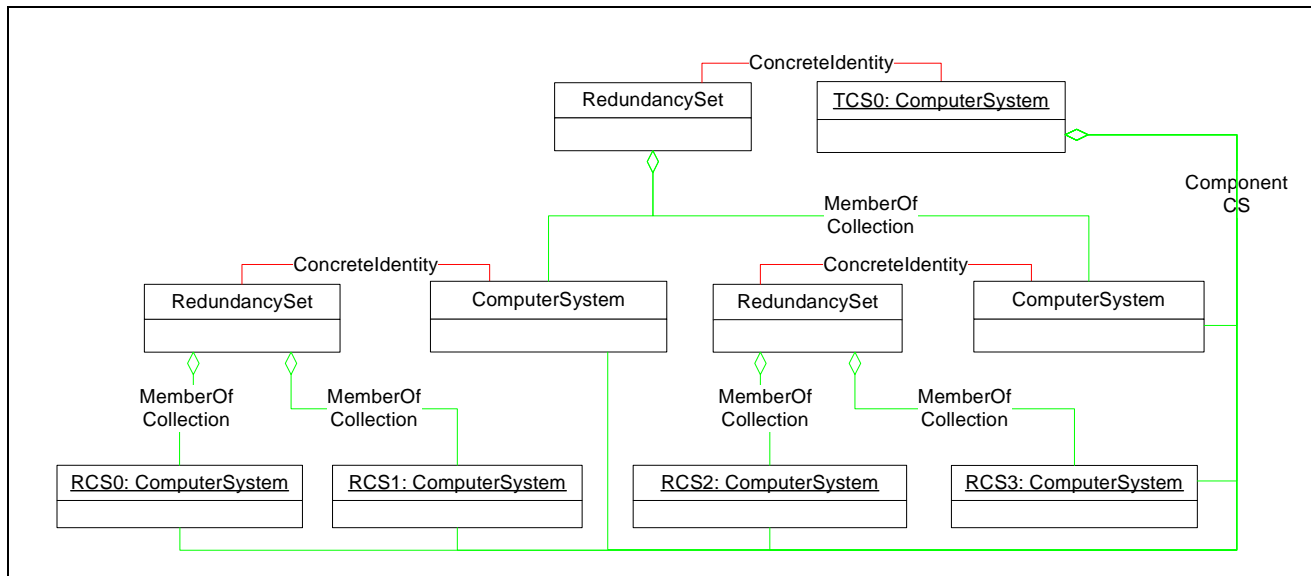 ConcreteIdentity
RedundancySet
TCS0: ComputerSystem
Component
CS
MemberOf
Collection
ConcreteIdentity
ConcreteIdentity
RedundancySet
ComputerSystem
RedundancySet
ComputerSystem
MemberOf
Collection
MemberOf
Collection
MemberOf
Collection
MemberOf
Collection
RCS0: ComputerSystem
RCS1: ComputerSystem
RCS2: ComputerSystem
RCS3: ComputerSystem